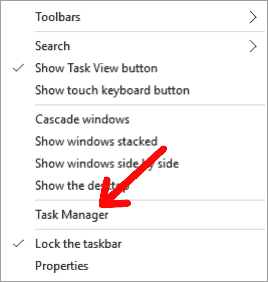 Toolbars
Search
Show Task View button
Show touch keyboard button
Cascade windows
Show windows stacked
Show windows side by side
Show the desktop
Task Manager
Lock the taskbar
Properties